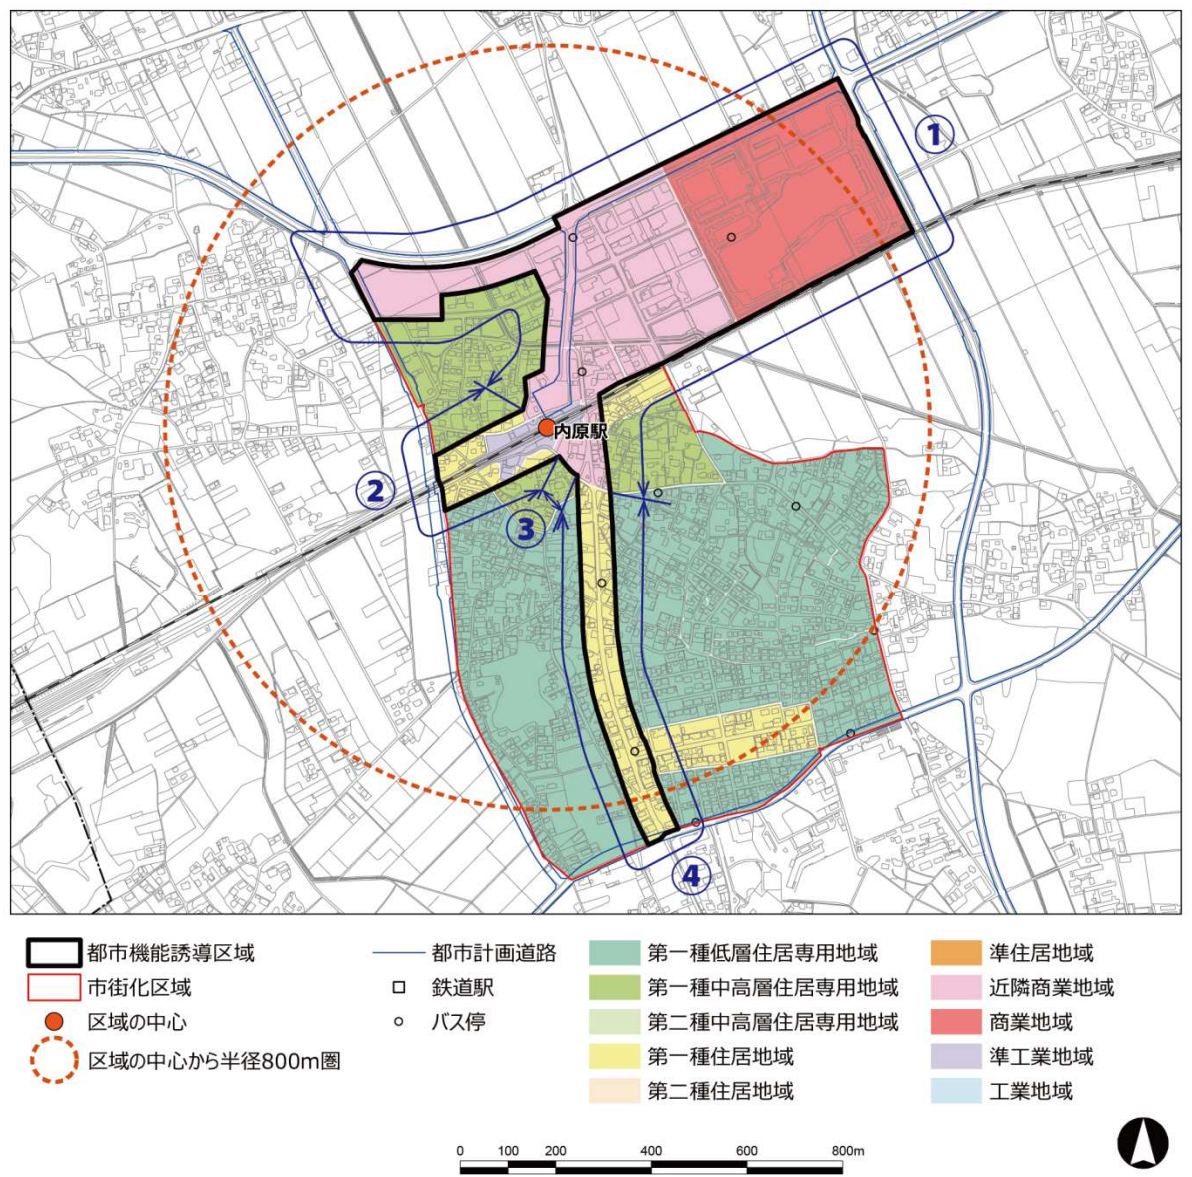 ①
内原駅
②
③
④
都市機能誘導区域
市街化区域
区域の中心
区域の中心から半径800m圏
都市計画道路
鉄道駅
バス停
第一種低層住居専用地域
第一種中高層住居専用地域
第二種中高層住居専用地域
第一種住居地域
第二種住居地域
準住居地域
近隣商業地域
商業地域
準工業地域
工業地域
0 100 200 400 600 800m